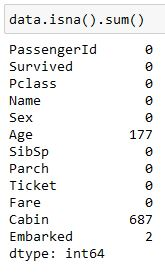 data.isna().sum()
PassengerId 0
Survived 0
Pclass 0
Name 0
Sex 0
Age 177
SibSp 0
Parch 0
Ticket 0
Fare 0
Cabin 687
Embarked 2
dtype: int64